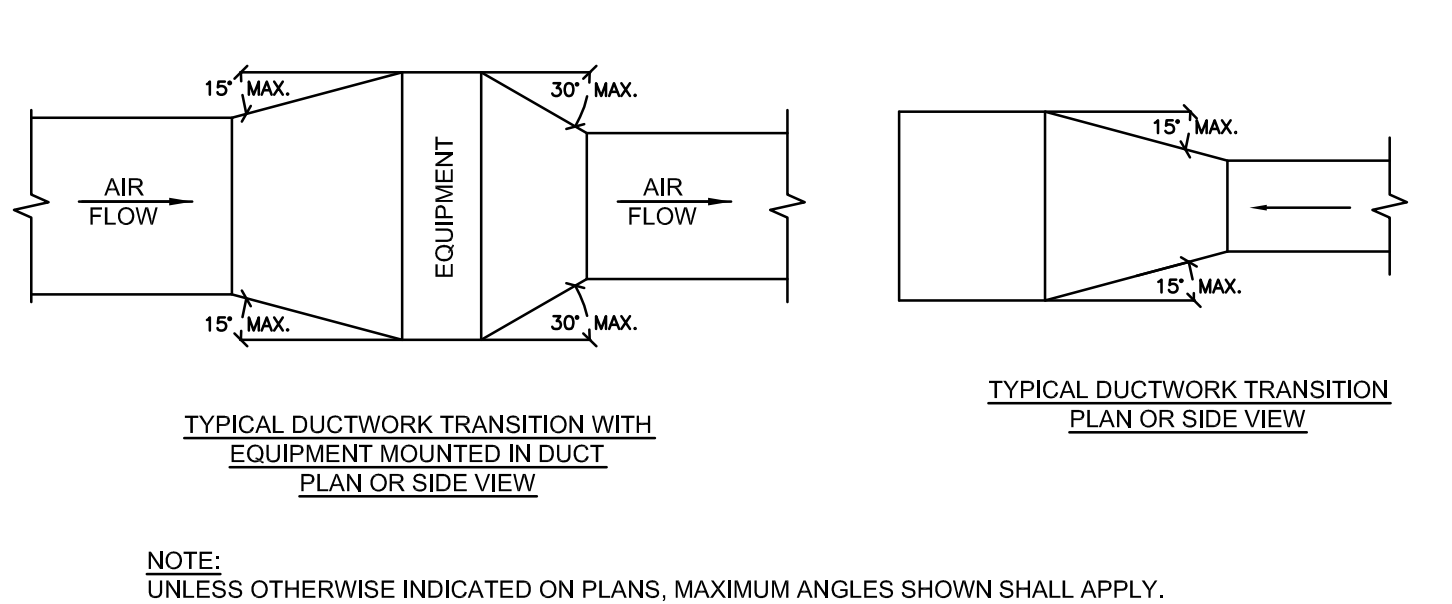 15° MAX.
30° MAX.
AIR
FLOW
EQUIPMENT
AIR
FLOW
15° MAX.
30° MAX.
TYPICAL DUCTWORK TRANSITION WITH
EQUIPMENT MOUNTED IN DUCT
PLAN OR SIDE VIEW
15° MAX.
15° MAX.
TYPICAL DUCTWORK TRANSITION
PLAN OR SIDE VIEW
NOTE:
UNLESS OTHERWISE INDICATED ON PLANS, MAXIMUM ANGLES SHOWN SHALL APPLY.